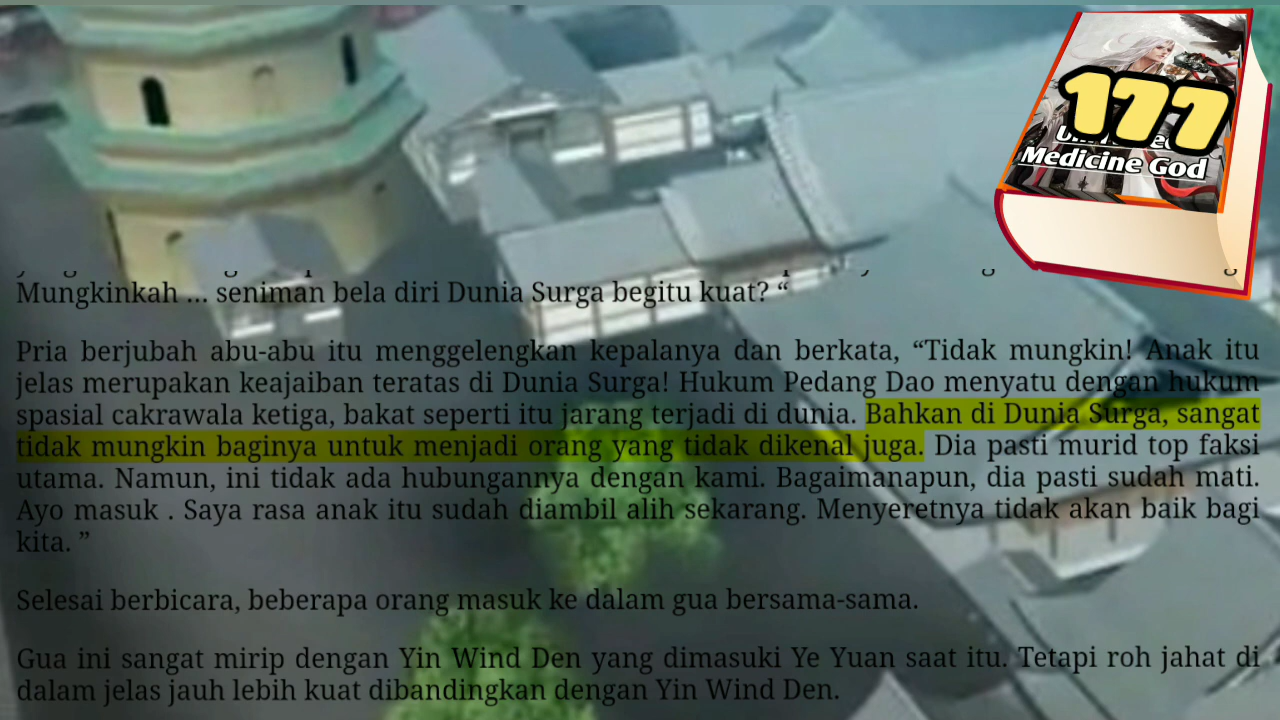 177
Medicine God
Mungkinkah ... seniman bela diri Dunia Surga begitu kuat? “
Pria berjubah abu-abu itu menggelengkan kepalanya dan berkata, “Tidak mungkin! Anak itu
jelas merupakan keajaiban teratas di Dunia Surga! Hukum Pedang Dao menyatu dengan hukum
spasial cakrawala ketiga, bakat seperti itu jarang terjadi di dunia. Bahkan di Dunia Surga, sangat
tidak mungkin baginya untuk menjadi orang yang tidak dikenal juga. Dia pasti murid top faksi
utama. Namun, ini tidak ada hubungannya dengan kami. Bagaimanapun, dia pasti sudah mati.
Ayo masuk . Saya rasa anak itu sudah diambil alih sekarang. Menyeretnya tidak akan baik bagi
kita. ”
Selesai berbicara, beberapa orang masuk ke dalam gua bersama-sama.
Gua ini sangat mirip dengan Yin Wind Den yang dimasuki Ye Yuan saat itu. Tetapi roh jahat di
dalam jelas jauh lebih kuat dibandingkan dengan Yin Wind Den.